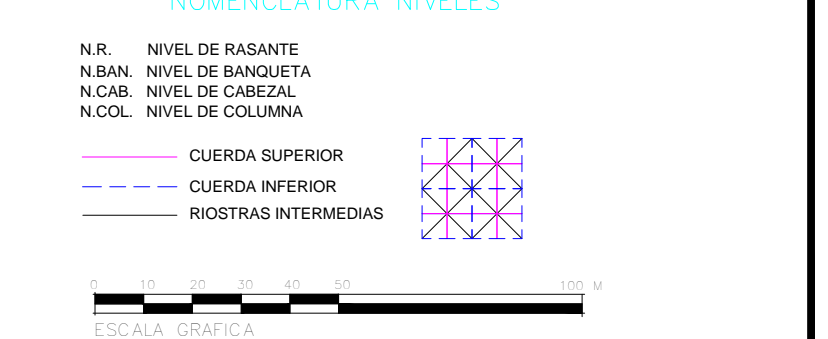 NOMENCLATURA NIVELES
N.R. NIVEL DE RASANTE
N.BAN. NIVEL DE BANQUETA
N.CAB. NIVEL DE CABEZAL
N.COL. NIVEL DE COLUMNA
CUERDA SUPERIOR
CUERDA INFERIOR
RIOSTRAS INTERMEDIAS
0 10 20 30 40 50 100 M
ESCALA GRAFICA